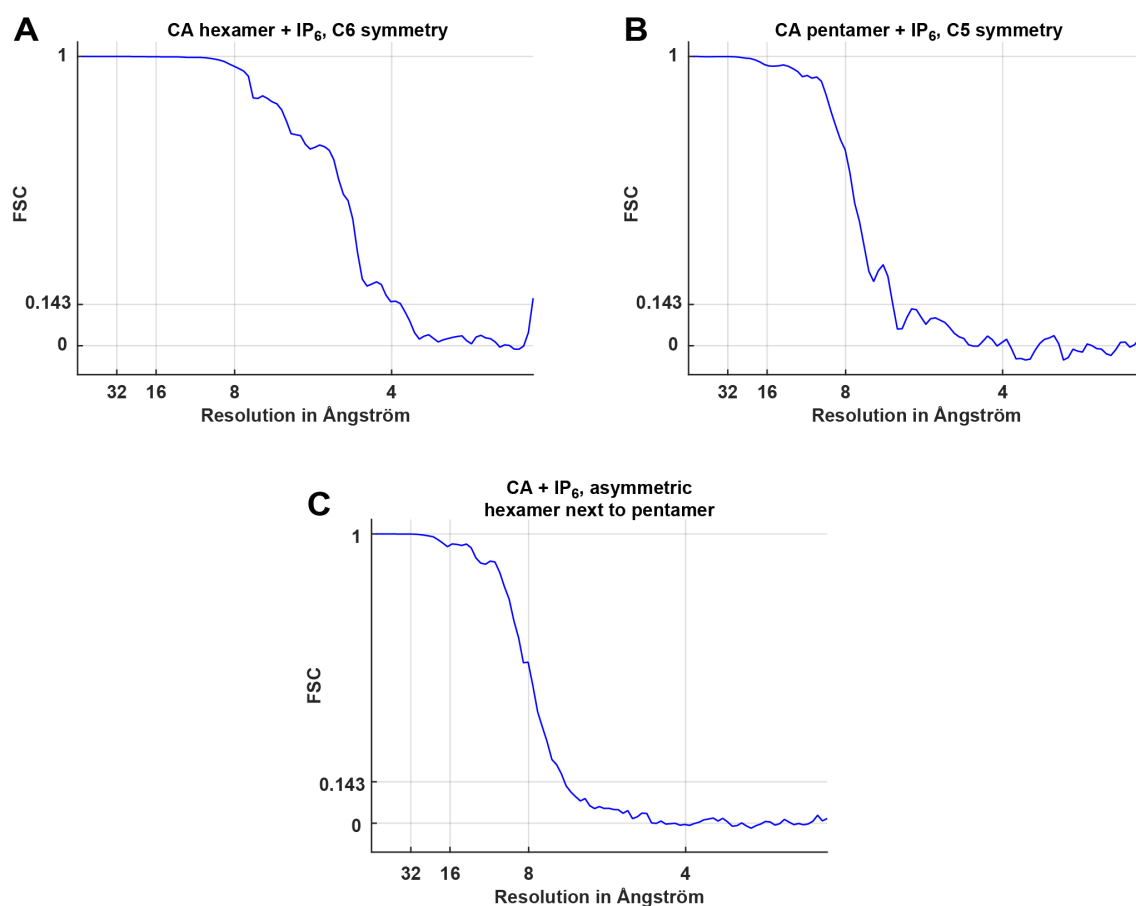 A
CA hexamer + IP6, C6 symmetry
1
FSC
0.143
0
32 16 8 4
Resolution in Ångström
B
CA pentamer + IP6, C5 symmetry
1
FSC
0.143
0
32 16 8 4
Resolution in Ångström
C
CA + IP6, asymmetric
hexamer next to pentamer
1
FSC
0.143
0
32 16 8 4
Resolution in Ångström